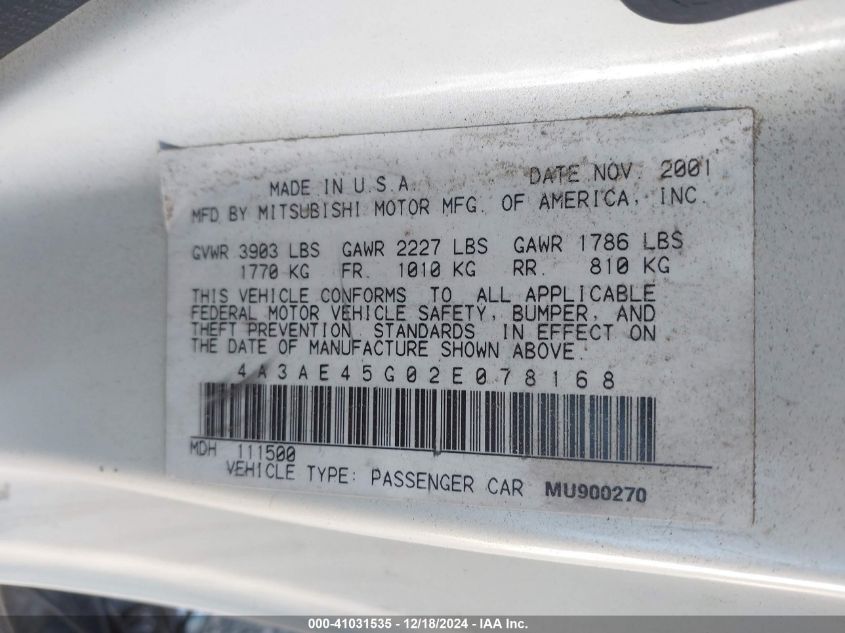 MADE IN U.S.A. DATE NOV. 2001
MFD BY MITSUBISHI MOTOR MFG. OF AMERICA, INC.
GVWR 3903 LBS GAWR 2227 LBS GAWR 1786 LBS
1770 KG FR. 1010 KG RR. 810 KG
THIS VEHICLE CONFORMS TO ALL APPLICABLE
FEDERAL MOTOR VEHICLE SAFETY, BUMPER, AND
THEFT PREVENTION STANDARDS IN EFFECT ON
THE DATE OF MANUFACTURE SHOWN ABOVE.
4A3AE45G02E078168
MDH 111500
VEHICLE TYPE: PASSENGER CAR MU900270
000-41031535 - 12/18/2024 - IAA Inc.